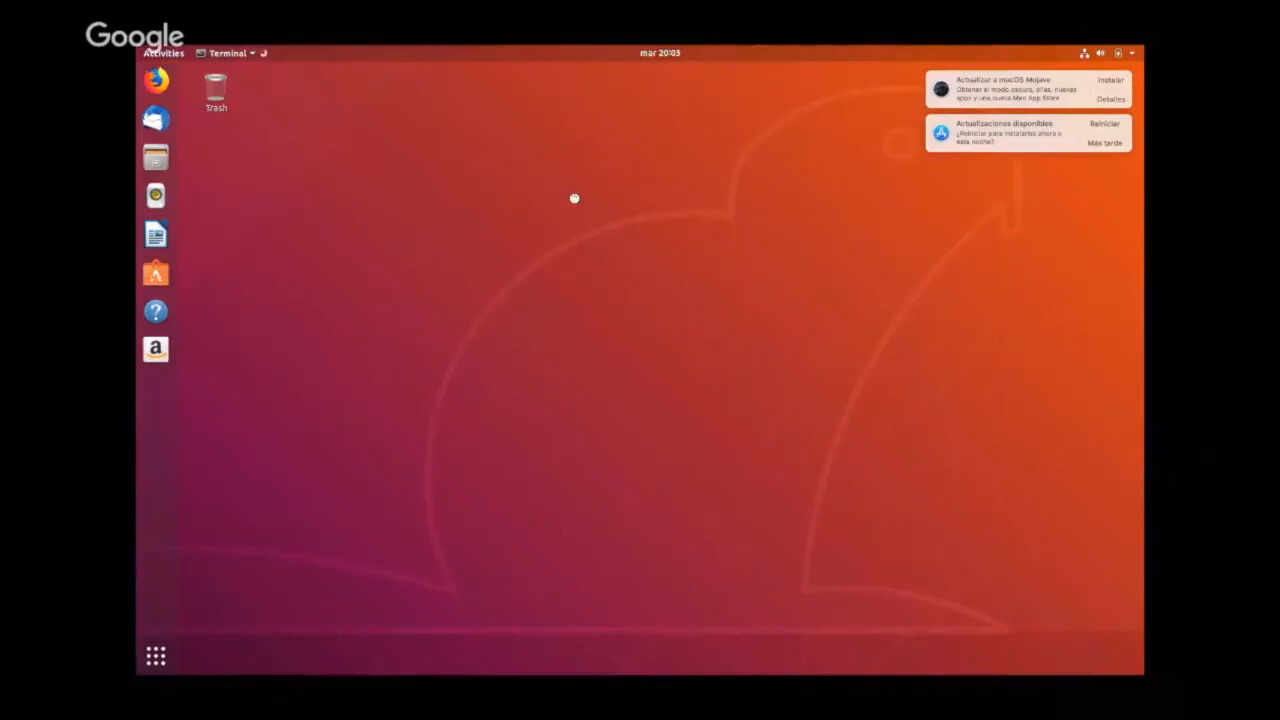 Google
Activities
Terminal
mar 20:03
Trash
Actualizar a macOS Mojave
Instalar
Obtener el modo oscuro, pilas, nuevas
apps y una nueva Mac App Store.
Detalles
Actualizaciones disponibles
Reiniciar
¿Reiniciar para instalarlas ahora o
esta noche?
Más tarde